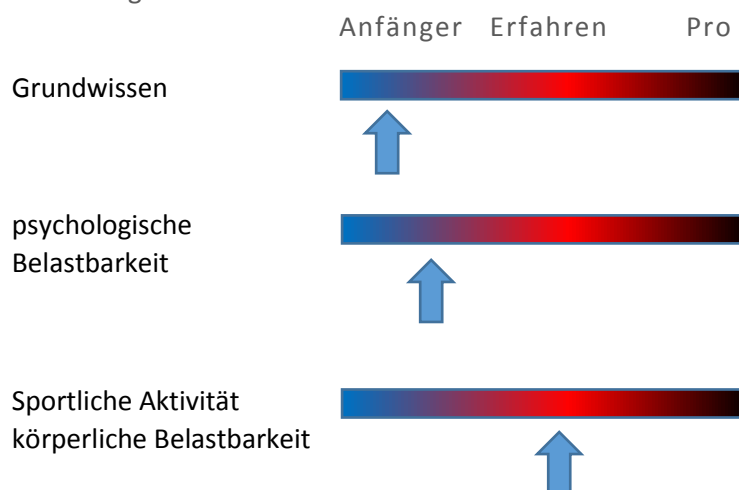 Anfänger Erfahren Pro
Grundwissen
psychologische
Belastbarkeit
Sportliche Aktivität
körperliche Belastbarkeit